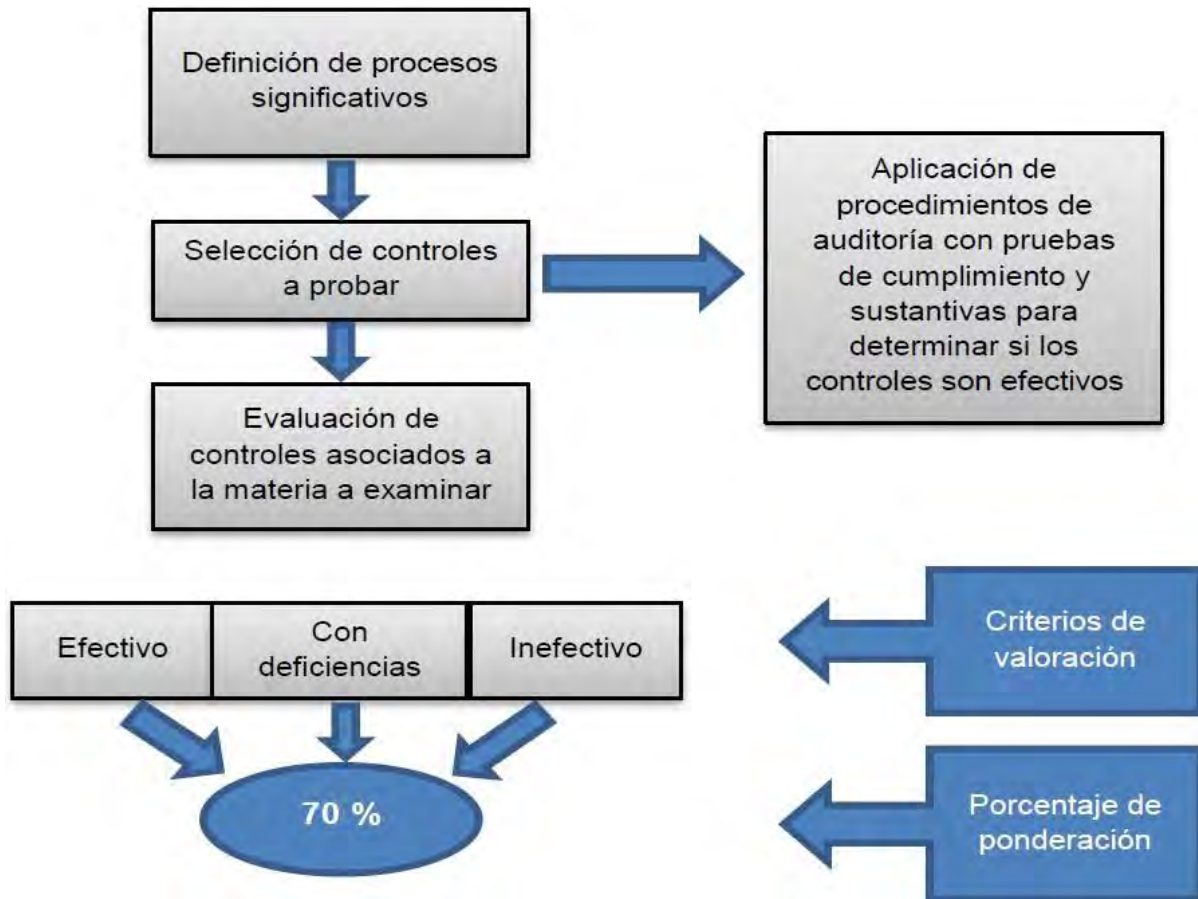 Definición de procesos
significativos
Selección de controles
a probar
Aplicación de
procedimientos de
auditoría con pruebas
de cumplimiento y
sustantivas para
determinar si los
controles son efectivos
Evaluación de
controles asociados a
la materia a examinar
Efectivo
Con
deficiencias
Inefectivo
Criterios de
valoración
70 %
Porcentaje de
ponderación